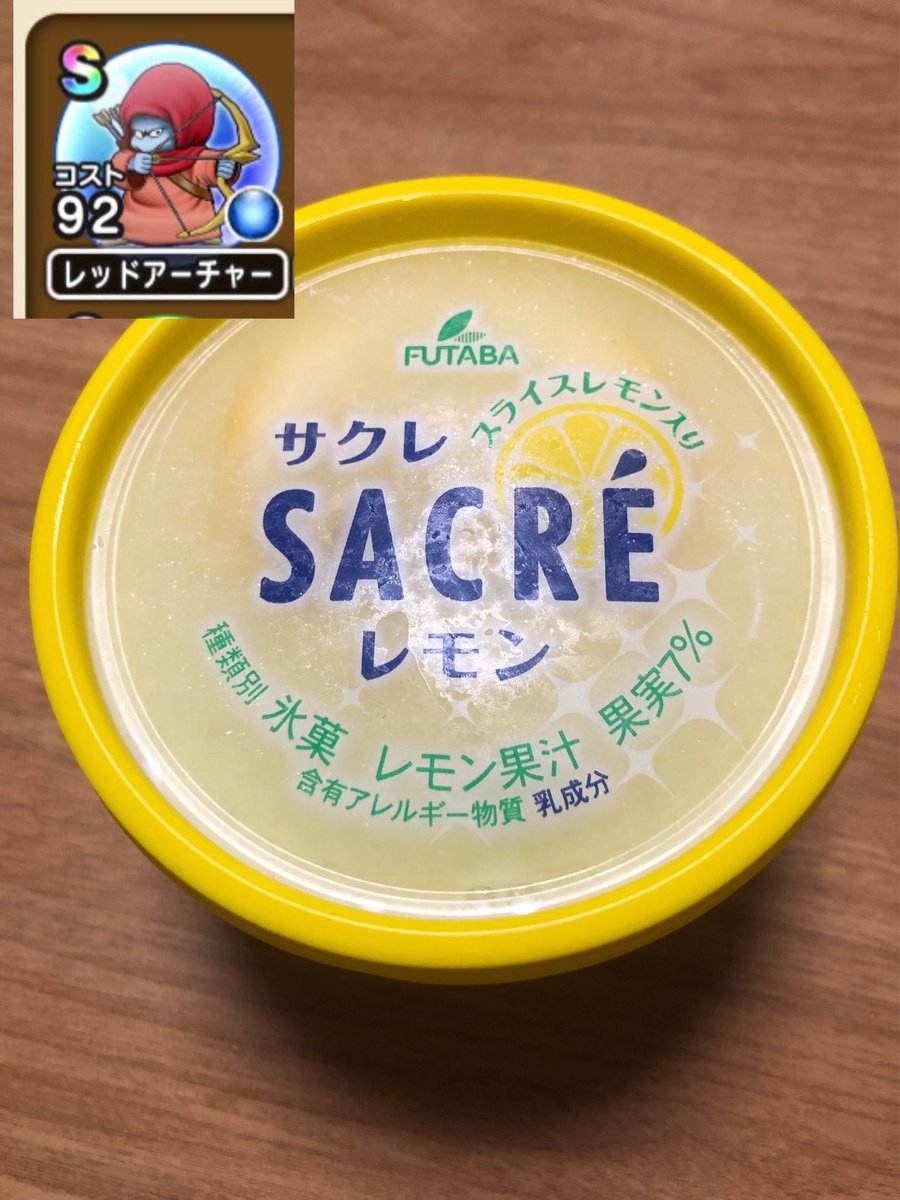 S
コスト
92
レッドアーチャー
FUTABA
スライスレモン入り
サクレ
SACRÉ
レモン
種類別 氷菓 レモン果汁 果実7%
含有アレルギー物質 乳成分